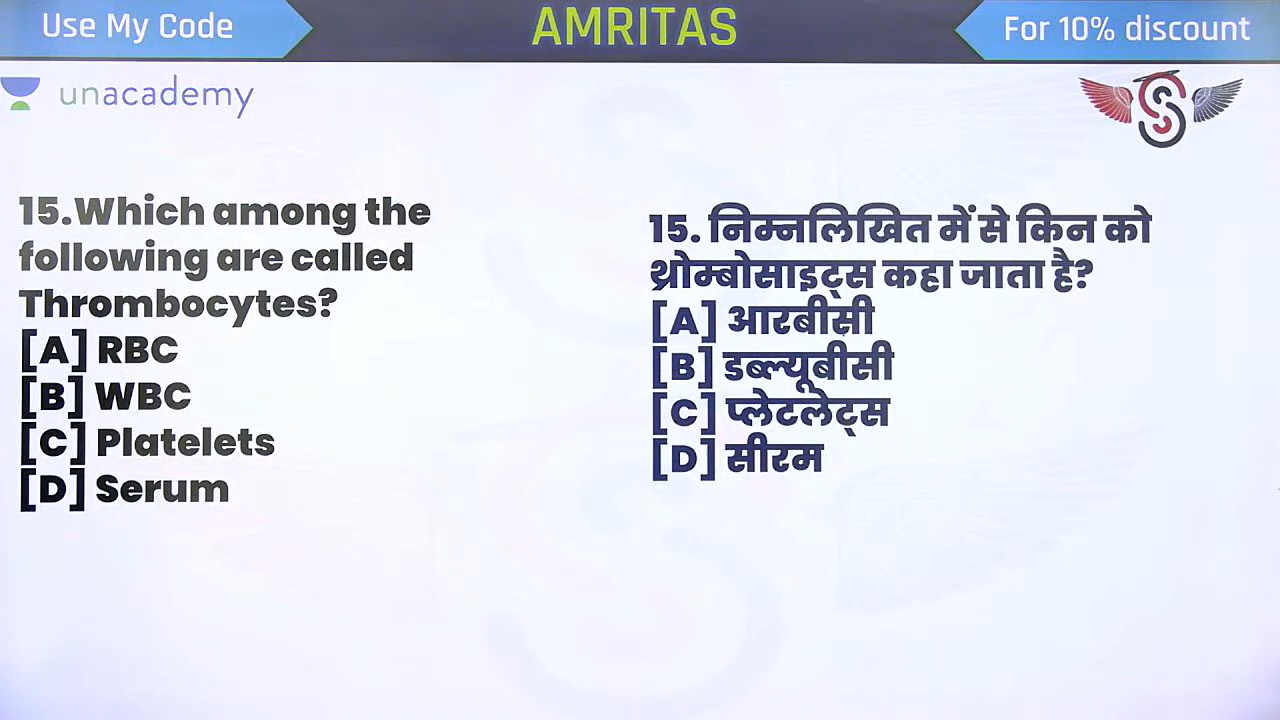 Use My Code
AMRITAS
For 10% discount
unacademy
15.Which among the
following are called
Thrombocytes?
[A] RBC
[B] WBC
[C] Platelets
[D] Serum
15. निम्नलिखित में से किन को
थ्रोम्बोसाइट्स कहा जाता है?
[A] आरबीसी
[B] डब्ल्यूबीसी
[C] प्लेटलेट्स
[D] सीरम